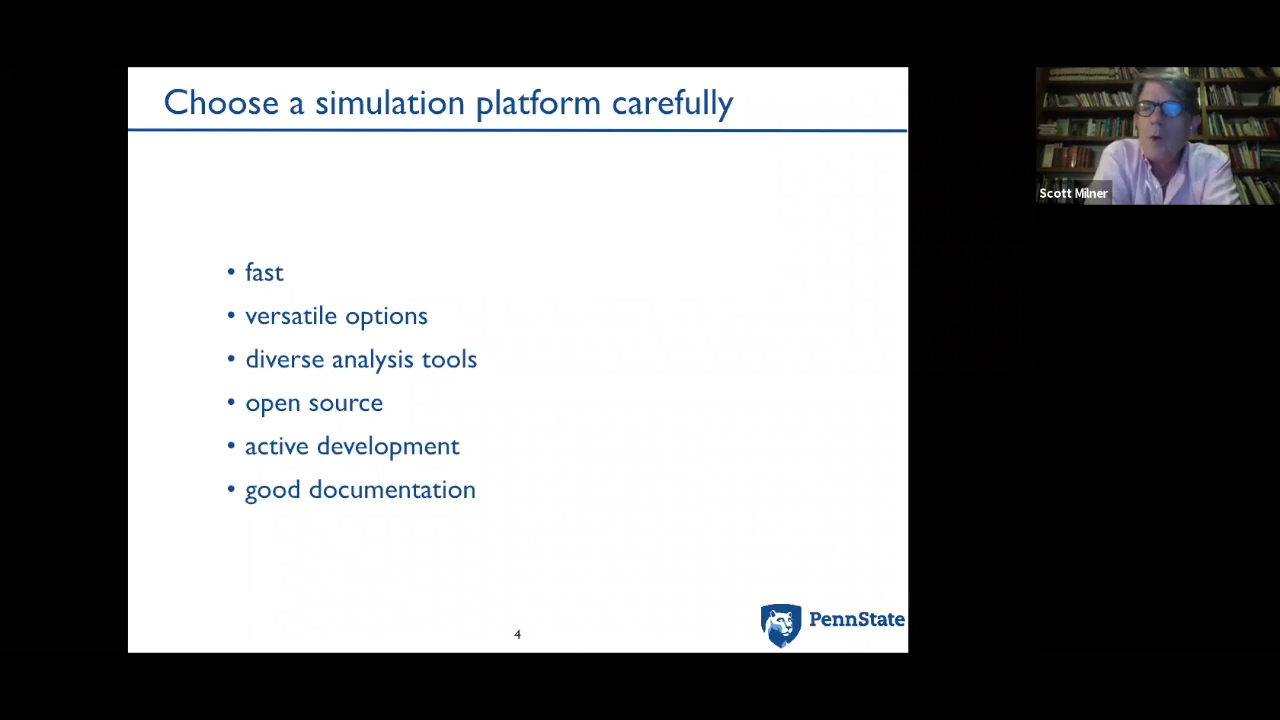 Choose a simulation platform carefully
Scott Milner
• fast
• versatile options
• diverse analysis tools
• open source
• active development
• good documentation
4
PennState